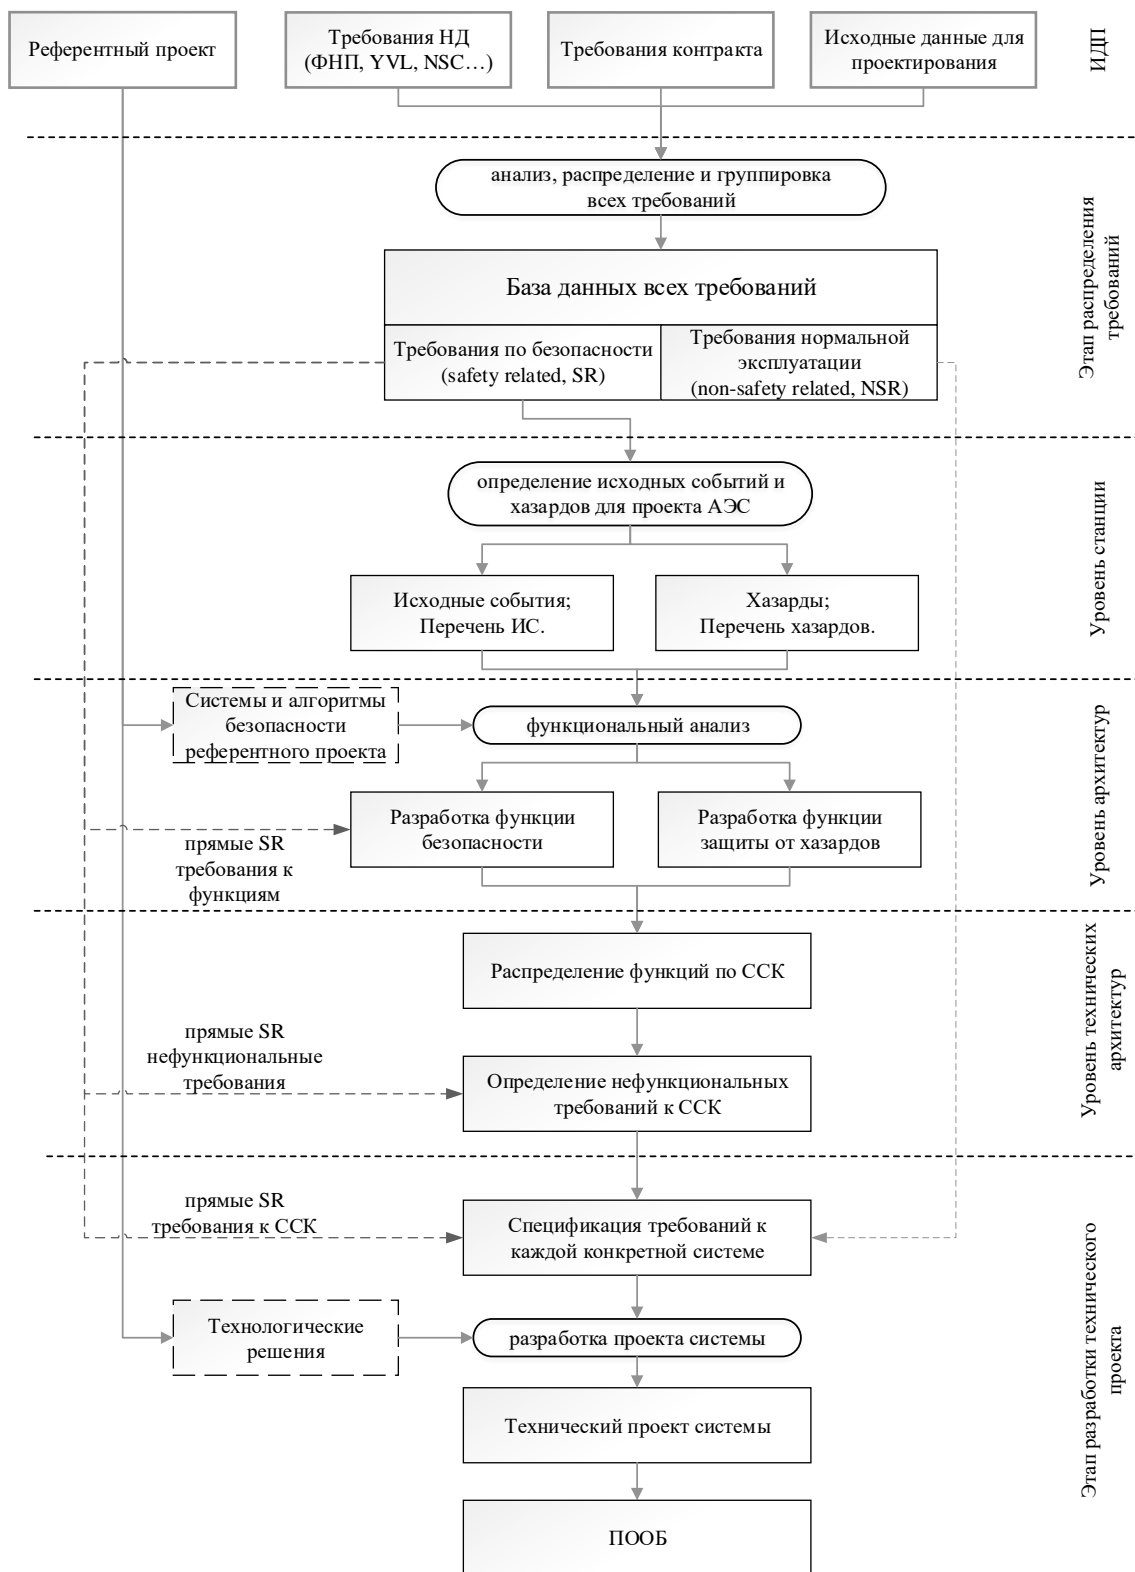 Референтный проект
Требования НД
(ФНП, YVL, NSC…)
Требования контракта
Исходные данные для
проектирования
ИДП
анализ, распределение и группировка
всех требований
База данных всех требований
Требования по безопасности
(safety related, SR)
Требования нормальной
эксплуатации
(non-safety related, NSR)
Этап распределения
требований
определение исходных событий и
хазардов для проекта АЭС
Исходные события;
Перечень ИС.
Хазарды;
Перечень хазардов.
Уровень станции
Системы и алгоритмы
безопасности
референтного проекта
функциональный анализ
Разработка функции
безопасности
Разработка функции
защиты от хазардов
прямые SR
требования к
функциям
Уровень архитектур
Распределение функций по ССК
прямые SR
нефункциональные
требования
Определение нефункциональных
требований к ССК
Уровень технических
архитектур
прямые SR
требования к ССК
Спецификация требований к
каждой конкретной системе
Технологические
решения
разработка проекта системы
Технический проект системы
ПООБ
Этап разработки технического
проекта